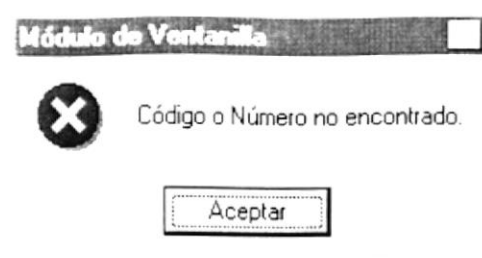 Módulo de Ventanilla
Código o Número no encontrado.
Aceptar